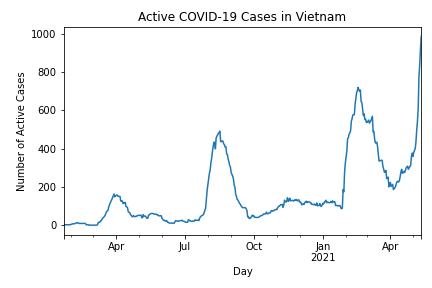 Active COVID-19 Cases in Vietnam
Number of Active Cases
1000
800
600
400
200
0
Apr
Jul
Oct
Jan
2021
Apr
Day